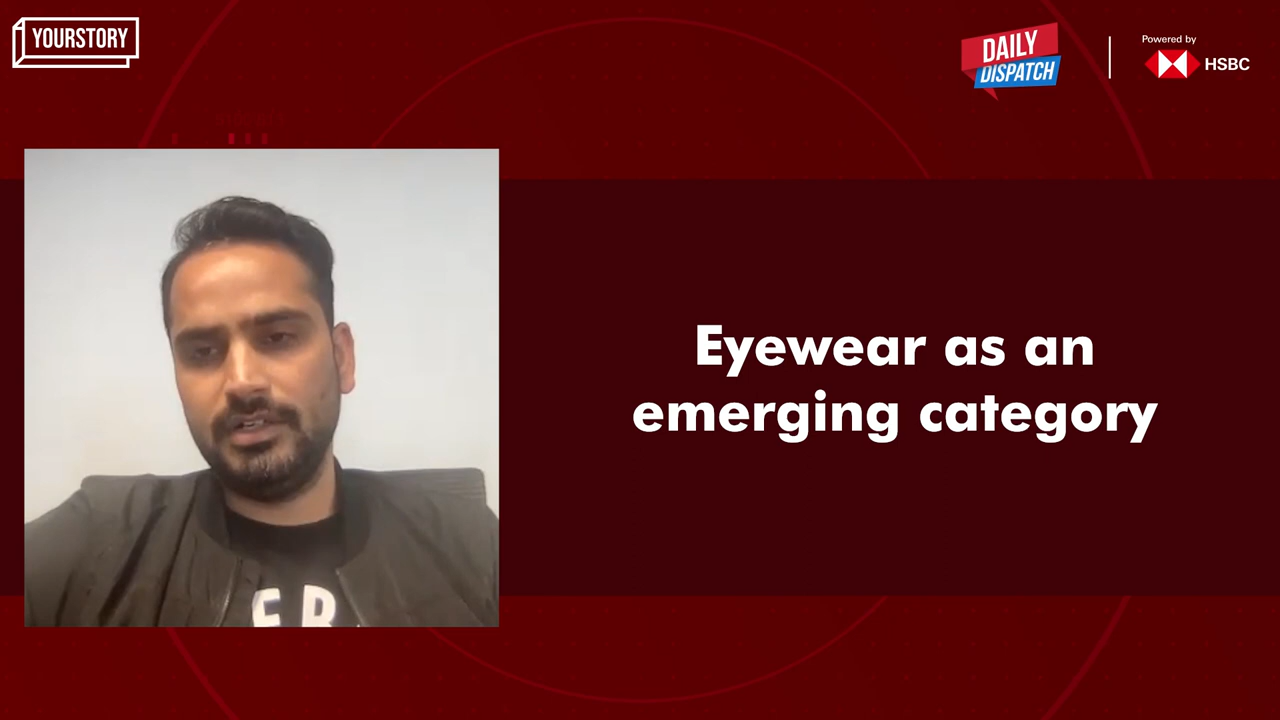 YOURSTORY
DAILY
DISPATCH
Powered by
HSBC
Eyewear as an
emerging category